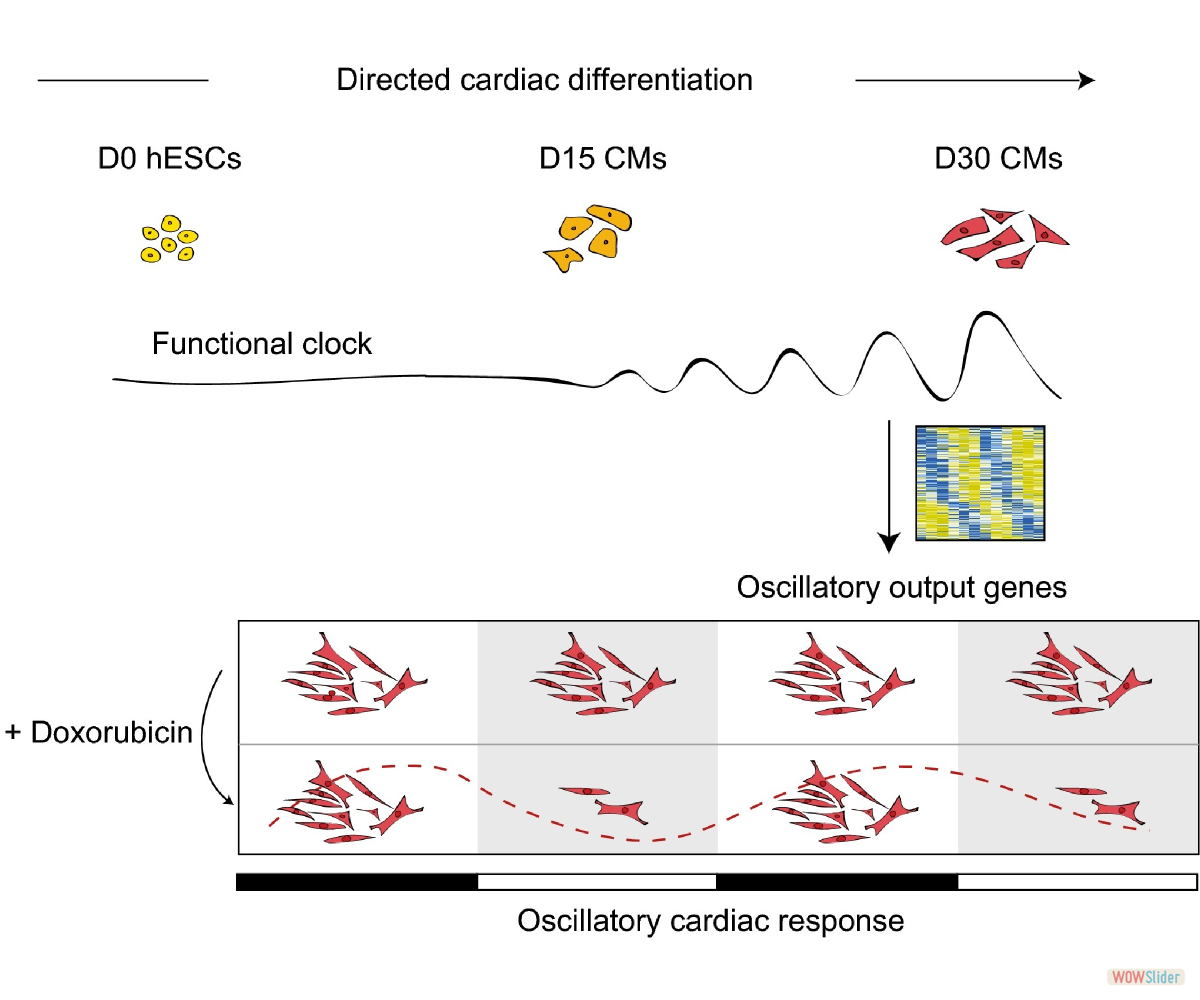 Directed cardiac differentiation
D0 hESCs
D15 CMs
D30 CMs
Functional clock
Oscillatory output genes
+ Doxorubicin
Oscillatory cardiac response
WOWSlider